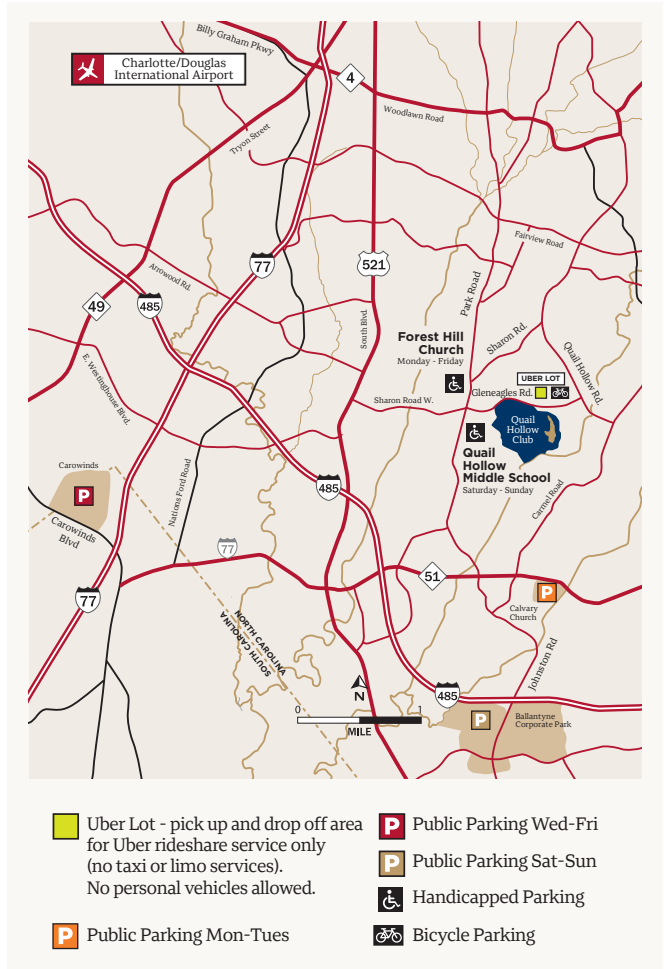 Billy Graham Pkwy
Charlotte/Douglas
International Airport
4
Woodlawn Road
Tryon Street
Fairview Road
77
521
Arrowood Rd.
Park Road
485
49
South Blvd.
Forest Hill
Church
Monday - Friday
Sharon Rd.
Quail Hollow Rd.
E. Westinghouse Blvd.
UBER LOT
Gleneagles Rd.
Sharon Road W.
Quail
Hollow
Club
Quail
Hollow
Middle School
Saturday - Sunday
Carowinds
P
Carowinds
Blvd
Nations Ford Road
485
Carmel Road
77
51
P
77
Calvary
Church
NORTH CAROLINA
SOUTH CAROLINA
Johnston Rd
N
485
0
1
MILE
P
Ballantyne
Corporate Park
Uber Lot - pick up and drop off area
for Uber rideshare service only
(no taxi or limo services).
No personal vehicles allowed.
P Public Parking Mon-Tues
P Public Parking Wed-Fri
P Public Parking Sat-Sun
Handicapped Parking
Bicycle Parking